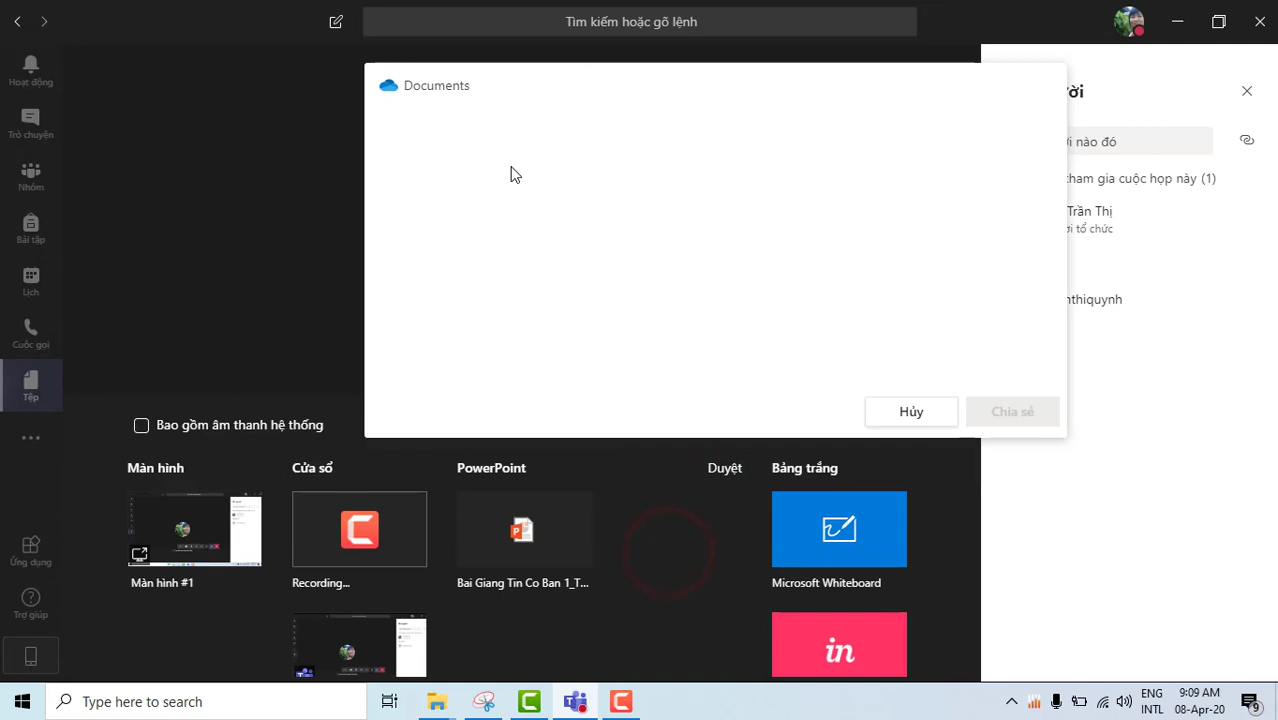 Tìm kiếm hoặc gõ lệnh
Hoạt động
Trò chuyện
Nhóm
Bài tập
Lịch
Cuộc gọi
Tệp
Ứng dụng
Trợ giúp
Documents
Hủy
Chia sẻ
ời nào đó
tham gia cuộc họp này (1)
Trần Thị
ời tổ chức
nthiquynh
Bao gồm âm thanh hệ thống
Màn hình
Cửa sổ
PowerPoint
Duyệt
Bảng trắng
Màn hình #1
Recording...
Bai Giang Tin Co Ban 1_T...
Microsoft Whiteboard
in
Type here to search
ENG
INTL
9:09 AM
08-Apr-20
9